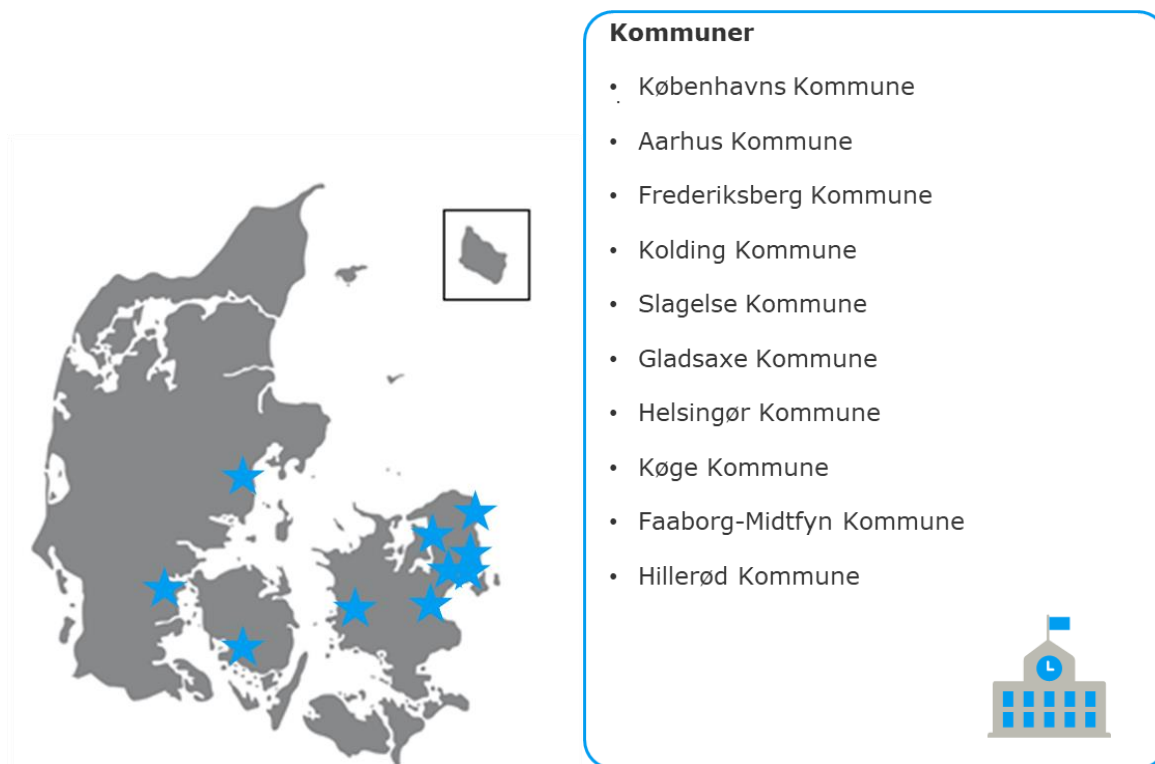 Kommuner
• Københavns Kommune
• Aarhus Kommune
• Frederiksberg Kommune
• Kolding Kommune
• Slagelse Kommune
• Gladsaxe Kommune
• Helsingør Kommune
• Køge Kommune
• Faaborg-Midtfyn Kommune
• Hillerød Kommune